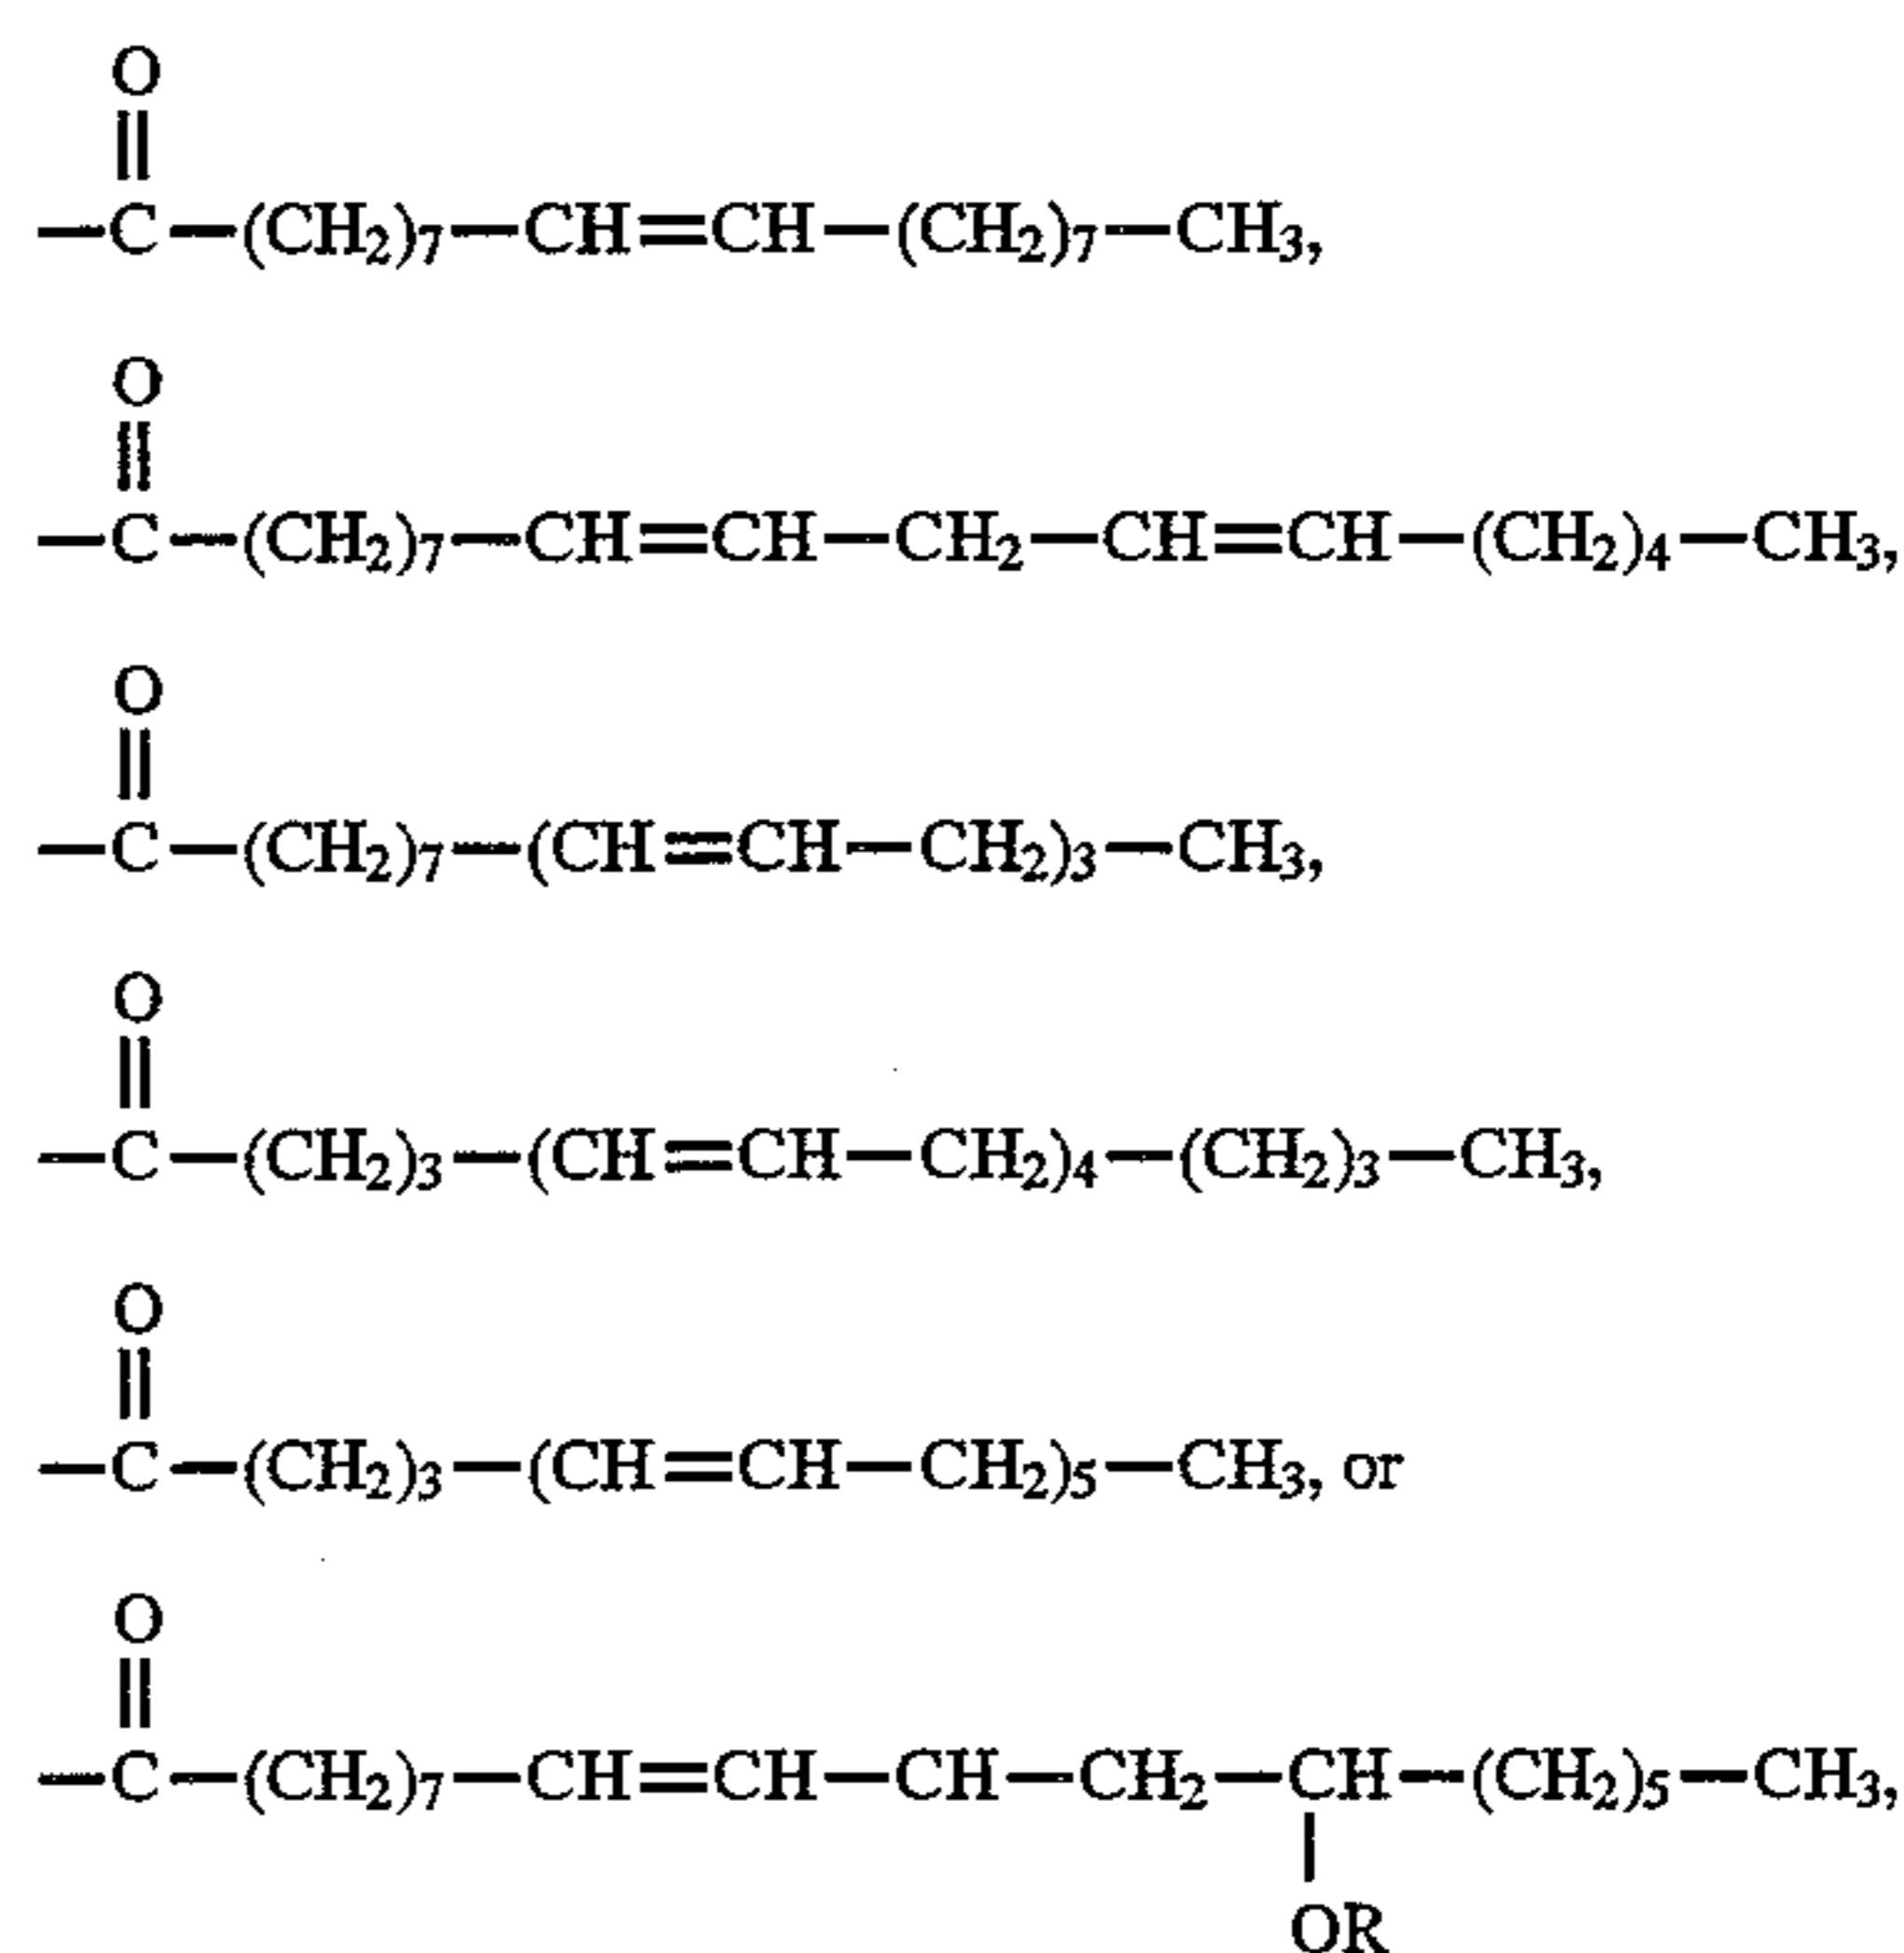 O
||
—C—(CH₂)₇—CH=CH—(CH₂)₇—CH₃,
O
||
—C—(CH₂)₇—CH=CH—CH₂—CH=CH—(CH₂)₄—CH₃,
O
||
—C—(CH₂)₇—(CH=CH—CH₂)₃—CH₃,
O
||
—C—(CH₂)₃—(CH=CH—CH₂)₄—(CH₂)₃—CH₃,
O
||
—C—(CH₂)₃—(CH=CH—CH₂)₅—CH₃, or
O
||
—C—(CH₂)₇—CH=CH—CH—CH₂—CH—(CH₂)₅—CH₃,
|
OR